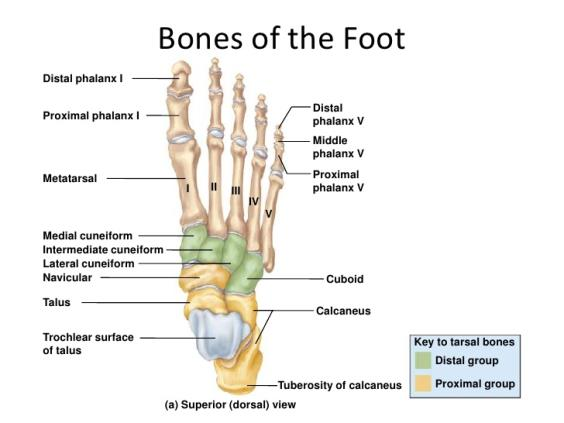 Bones of the Foot
Distal phalanx I
Proximal phalanx I
Metatarsal
I
II
III
IV
V
Distal
phalanx V
Middle
phalanx V
Proximal
phalanx V
Medial cuneiform
Intermediate cuneiform
Lateral cuneiform
Navicular
Talus
Trochlear surface
of talus
Cuboid
Calcaneus
Tuberosity of calcaneus
Key to tarsal bones
Distal group
Proximal group
(a) Superior (dorsal) view